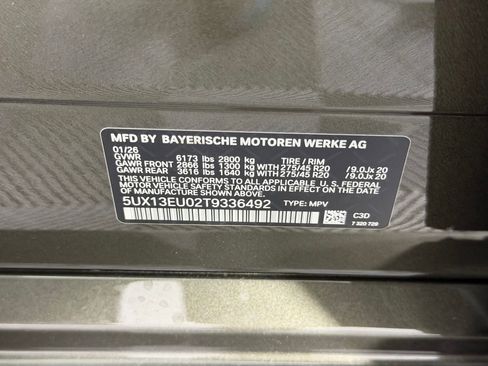 MFD BY BAYERISCHE MOTOREN WERKE AG
01/26
GVWR 6173 lbs 2800 kg TIRE / RIM
GAWR FRONT 2866 lbs 1300 kg WITH 275/45 R20 /9.0Jx 20
GAWR REAR 3616 lbs 1640 kg WITH 275/45 R20 /9.0Jx 20
THIS VEHICLE CONFORMS TO ALL APPLICABLE U.S. FEDERAL
MOTOR VEHICLE SAFETY STANDARDS IN EFFECT ON THE DATE
OF MANUFACTURE SHOWN ABOVE.
5UX13EU02T9336492 TYPE: MPV
C3D
7 320 729